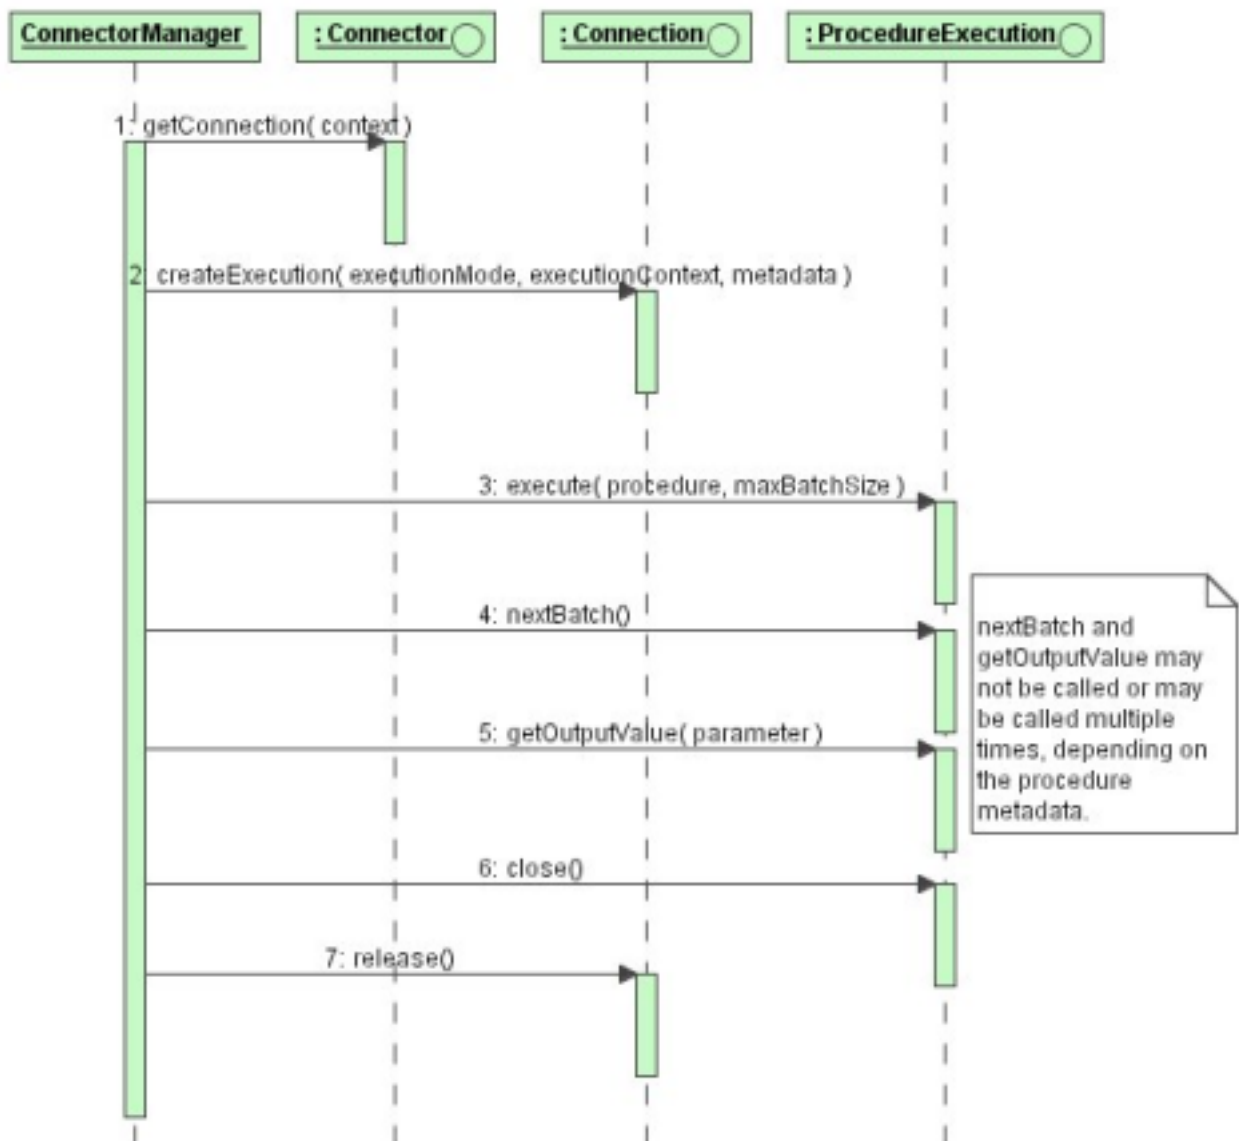 ConnectorManager
: Connector
: Connection
: ProcedureExecution
1: getConnection( context )
2: createExecution( executionMode, executionContext, metadata )
3: execute( procedure, maxBatchSize )
4: nextBatch()
nextBatch and
getOutputValue may
not be called or may
be called multiple
times, depending on
the procedure
metadata.
5: getOutputValue( parameter )
6: close()
7: release()